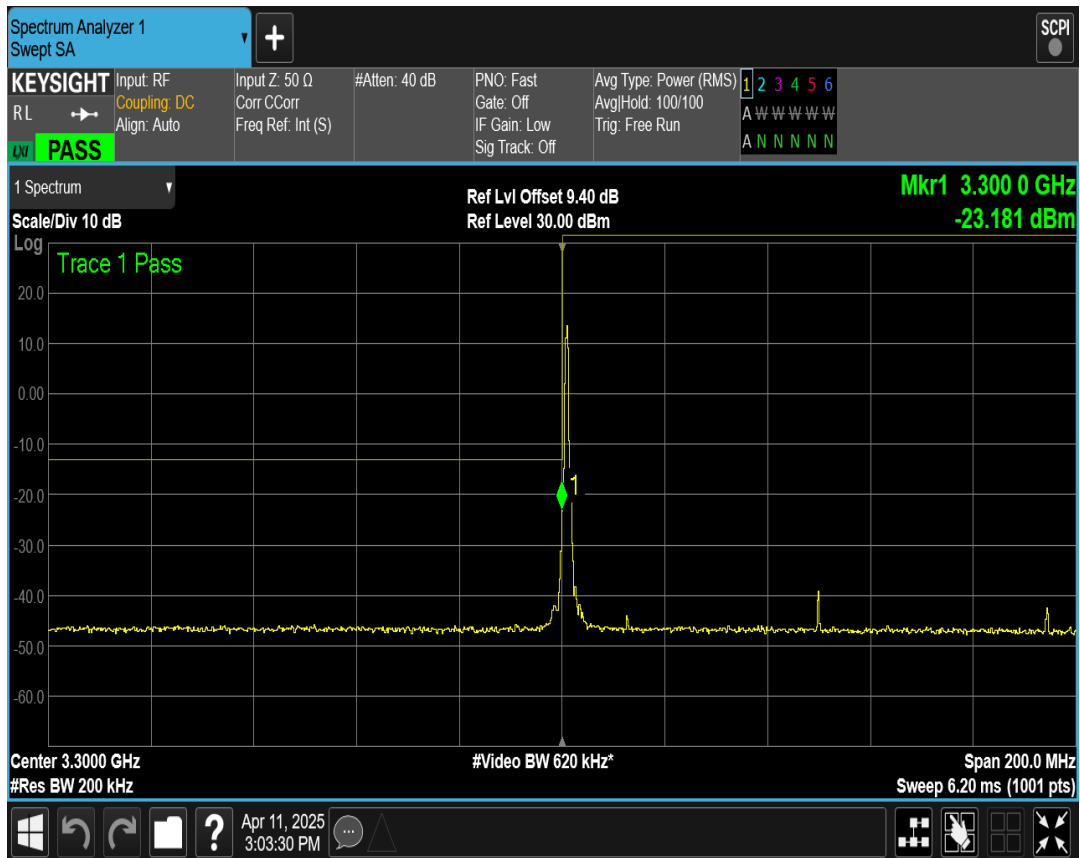 Spectrum Analyzer 1
Swept SA
+
SCPI
KEYSIGHT
RL
LXI
PASS
Input: RF
Coupling: DC
Align: Auto
Input Z: 50 Ω
Corr CCorr
Freq Ref: Int (S)
#Atten: 40 dB
PNO: Fast
Gate: Off
IF Gain: Low
Sig Track: Off
Avg Type: Power (RMS)
Avg|Hold: 100/100
Trig: Free Run
1 2 3 4 5 6
A W W W W W
A N N N N N
1 Spectrum
Scale/Div 10 dB
Ref Lvl Offset 9.40 dB
Ref Level 30.00 dBm
Mkr1 3.300 0 GHz
-23.181 dBm
Log
Trace 1 Pass
20.0
10.0
0.00
-10.0
-20.0
1
-30.0
-40.0
-50.0
-60.0
Center 3.3000 GHz
#Video BW 620 kHz*
Span 200.0 MHz
#Res BW 200 kHz
Sweep 6.20 ms (1001 pts)
?
Apr 11, 2025
3:03:30 PM